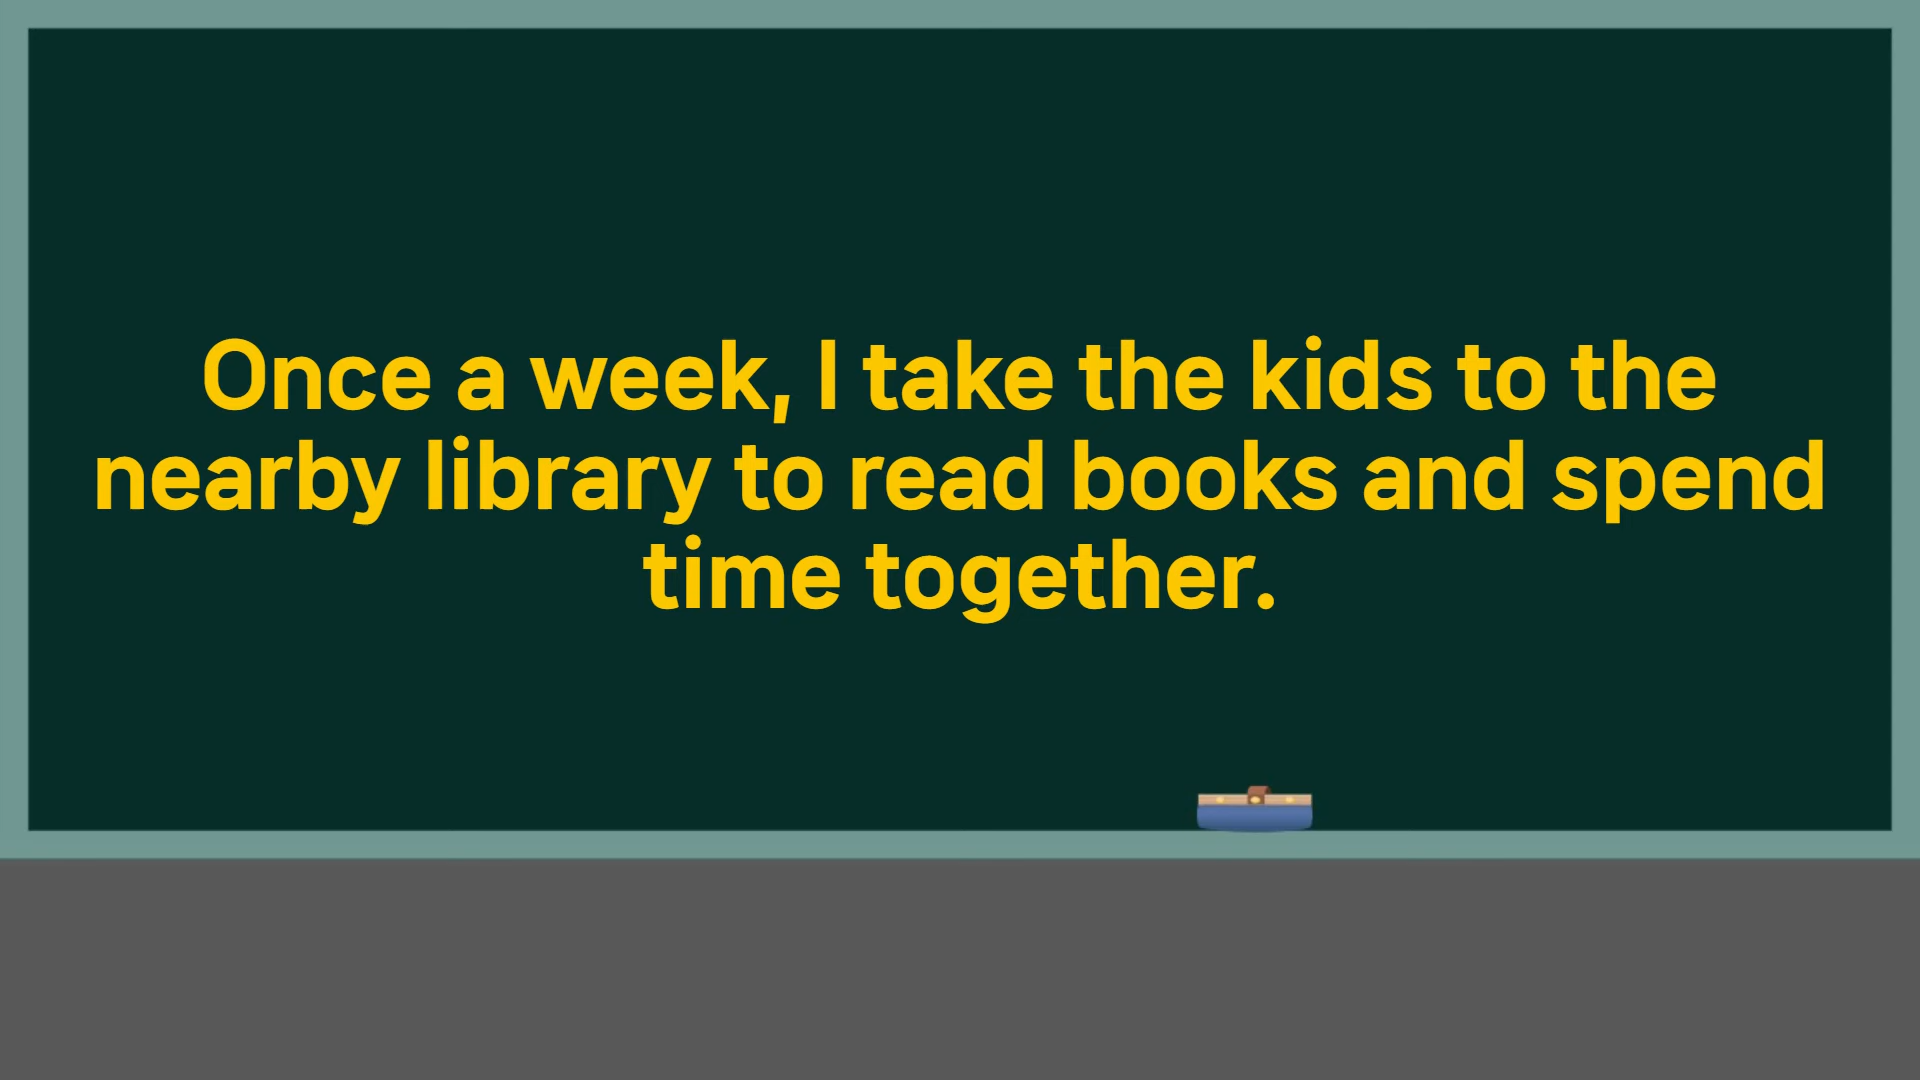 Once a week, I take the kids to the
nearby library to read books and spend
time together.